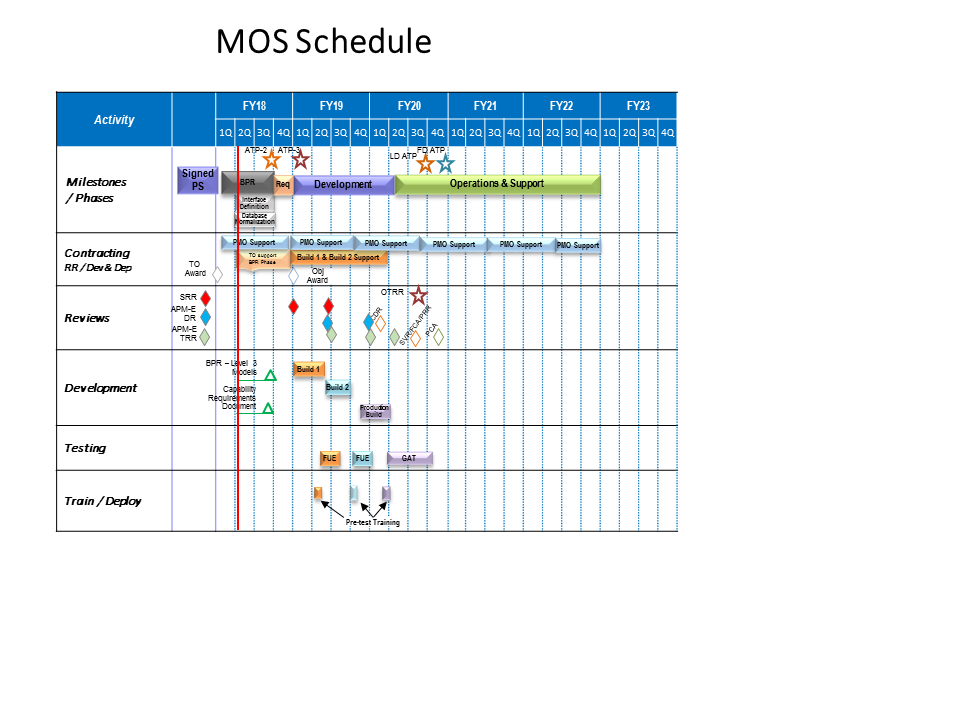 MOS Schedule
Activity
FY18 FY19 FY20 FY21 FY22 FY23
1Q 2Q 3Q 4Q 1Q 2Q 3Q 4Q 1Q 2Q 3Q 4Q 1Q 2Q 3Q 4Q 1Q 2Q 3Q 4Q 1Q 2Q 3Q 4Q
Milestones
/ Phases
ATP-2 ATP-3
LD ATP FD ATP
Signed
PS
BPR
Req
Development
Operations & Support
Interface
Definition
Database
Normalization
Contracting
RR / Dev & Dep
PMO Support PMO Support PMO Support PMO Support PMO Support PMO Support
TO support
BPR Phase
Build 1 & Build 2 Support
TO
Award
Obj
Award
Reviews
SRR
APM-E
DR
APM-E
TRR
OTRR
CDR
SVR/FCA/PRR
PCA
Development
BPR – Level 3
Models
Capability
Requirements
Document
Build 1
Build 2
Production
Build
Testing
FUE FUE GAT
Train / Deploy
Pre-test Training